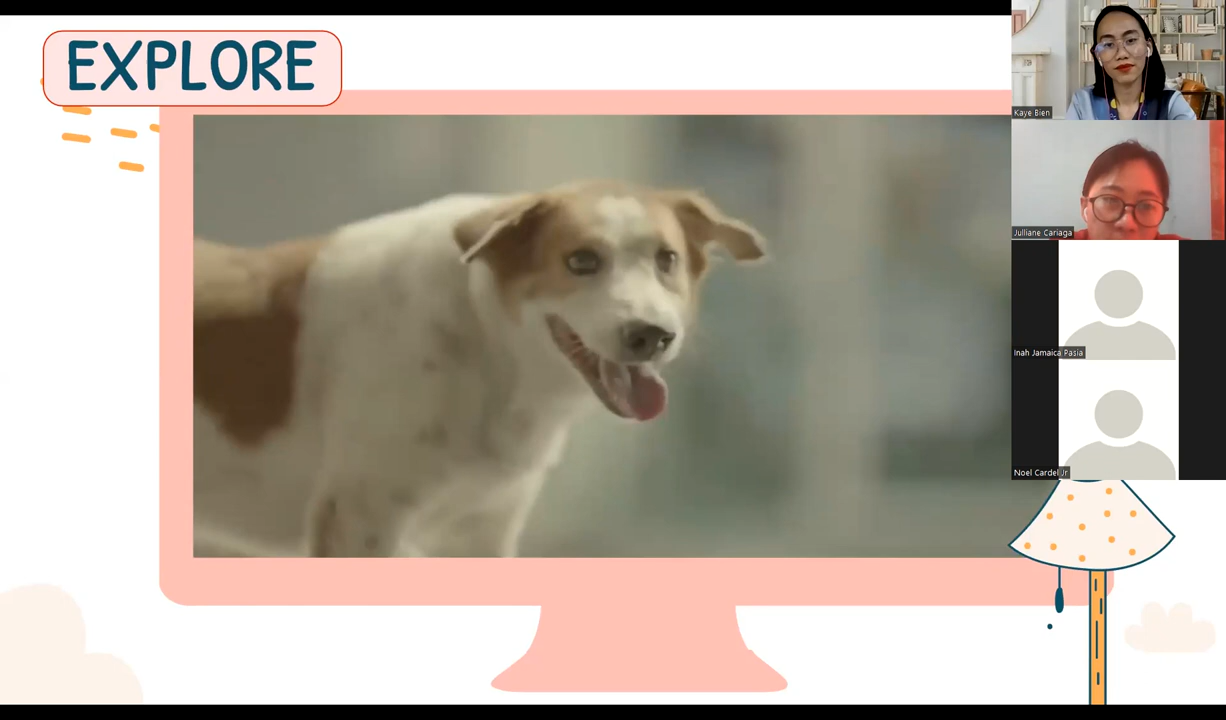 EXPLORE
Kaye Bien
Julliane Cariaga
Inah Jamaica Pasia
Noel Cardel Jr